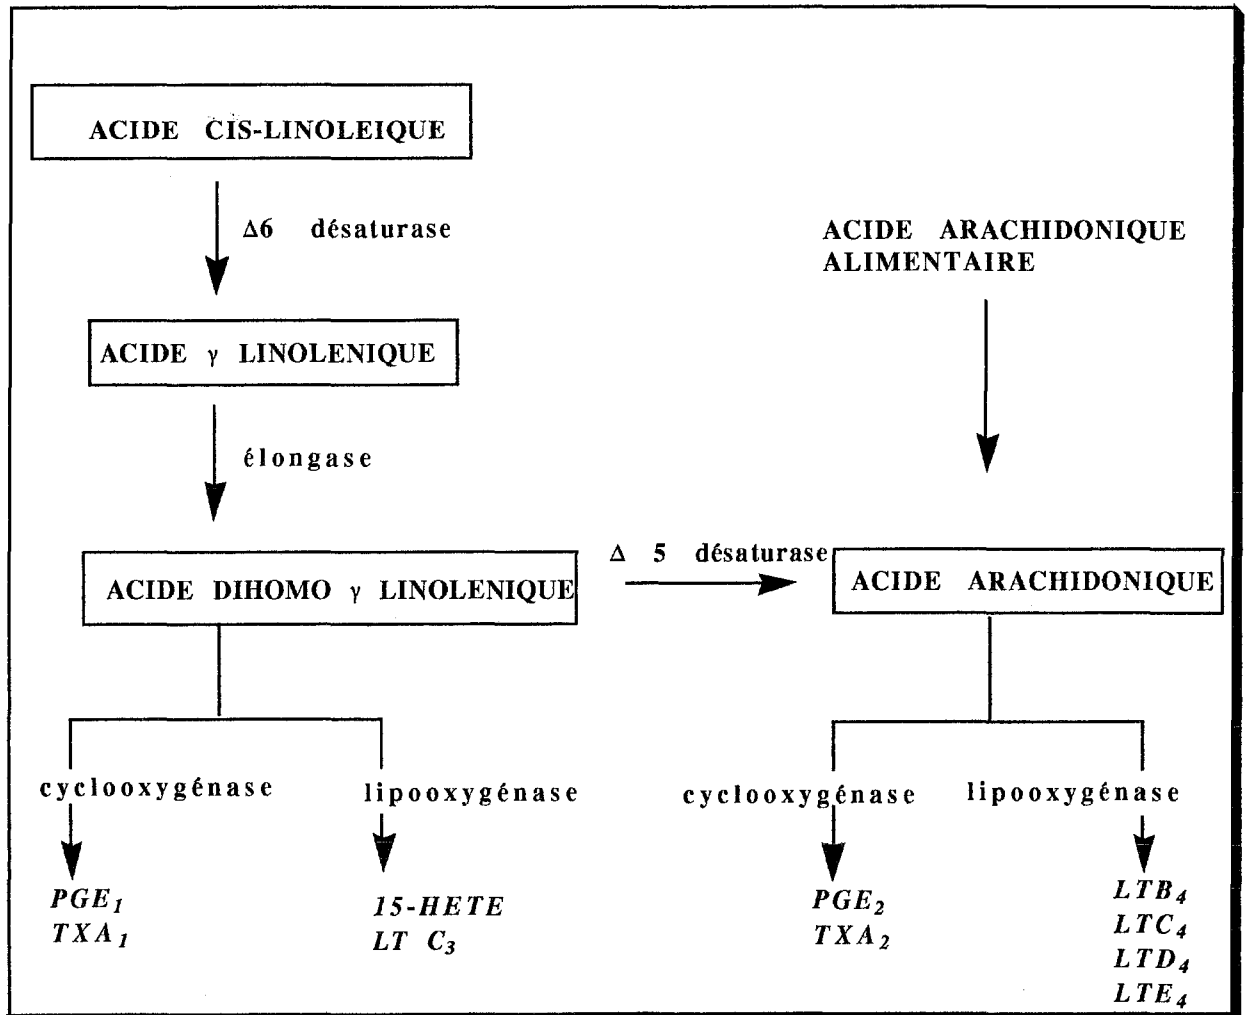 ACIDE CIS-LINOLEIQUE
Δ6 désaturase
ACIDE ARACHIDONIQUE
ALIMENTAIRE
ACIDE γ LINOLENIQUE
élongase
Δ 5 désaturase
ACIDE DIHOMO γ LINOLENIQUE
ACIDE ARACHIDONIQUE
cyclooxygénase
lipooxygénase
cyclooxygénase
lipooxygénase
PGE₁
TXA₁
15-HETE
LT C₃
PGE₂
TXA₂
LTB₄
LTC₄
LTD₄
LTE₄